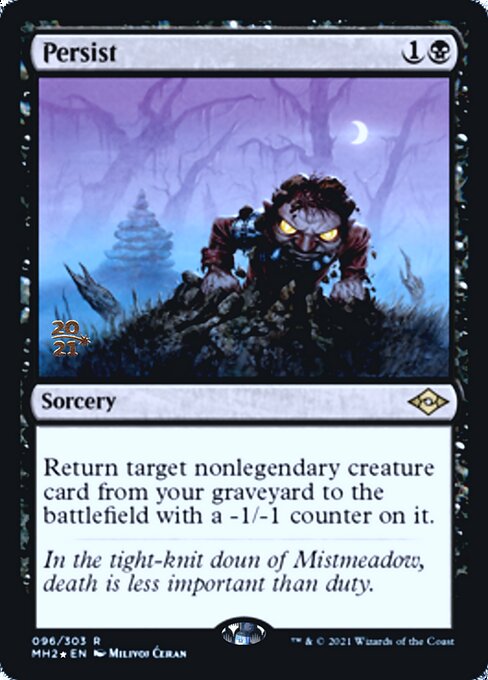 Persist 1
20
21*
Sorcery
Return target nonlegendary creature
card from your graveyard to the
battlefield with a -1/-1 counter on it.
In the tight-knit doun of Mistmeadow,
death is less important than duty.
096/303 R
MH2★EN Milivoj Ćeran
™ & © 2021 Wizards of the Coast